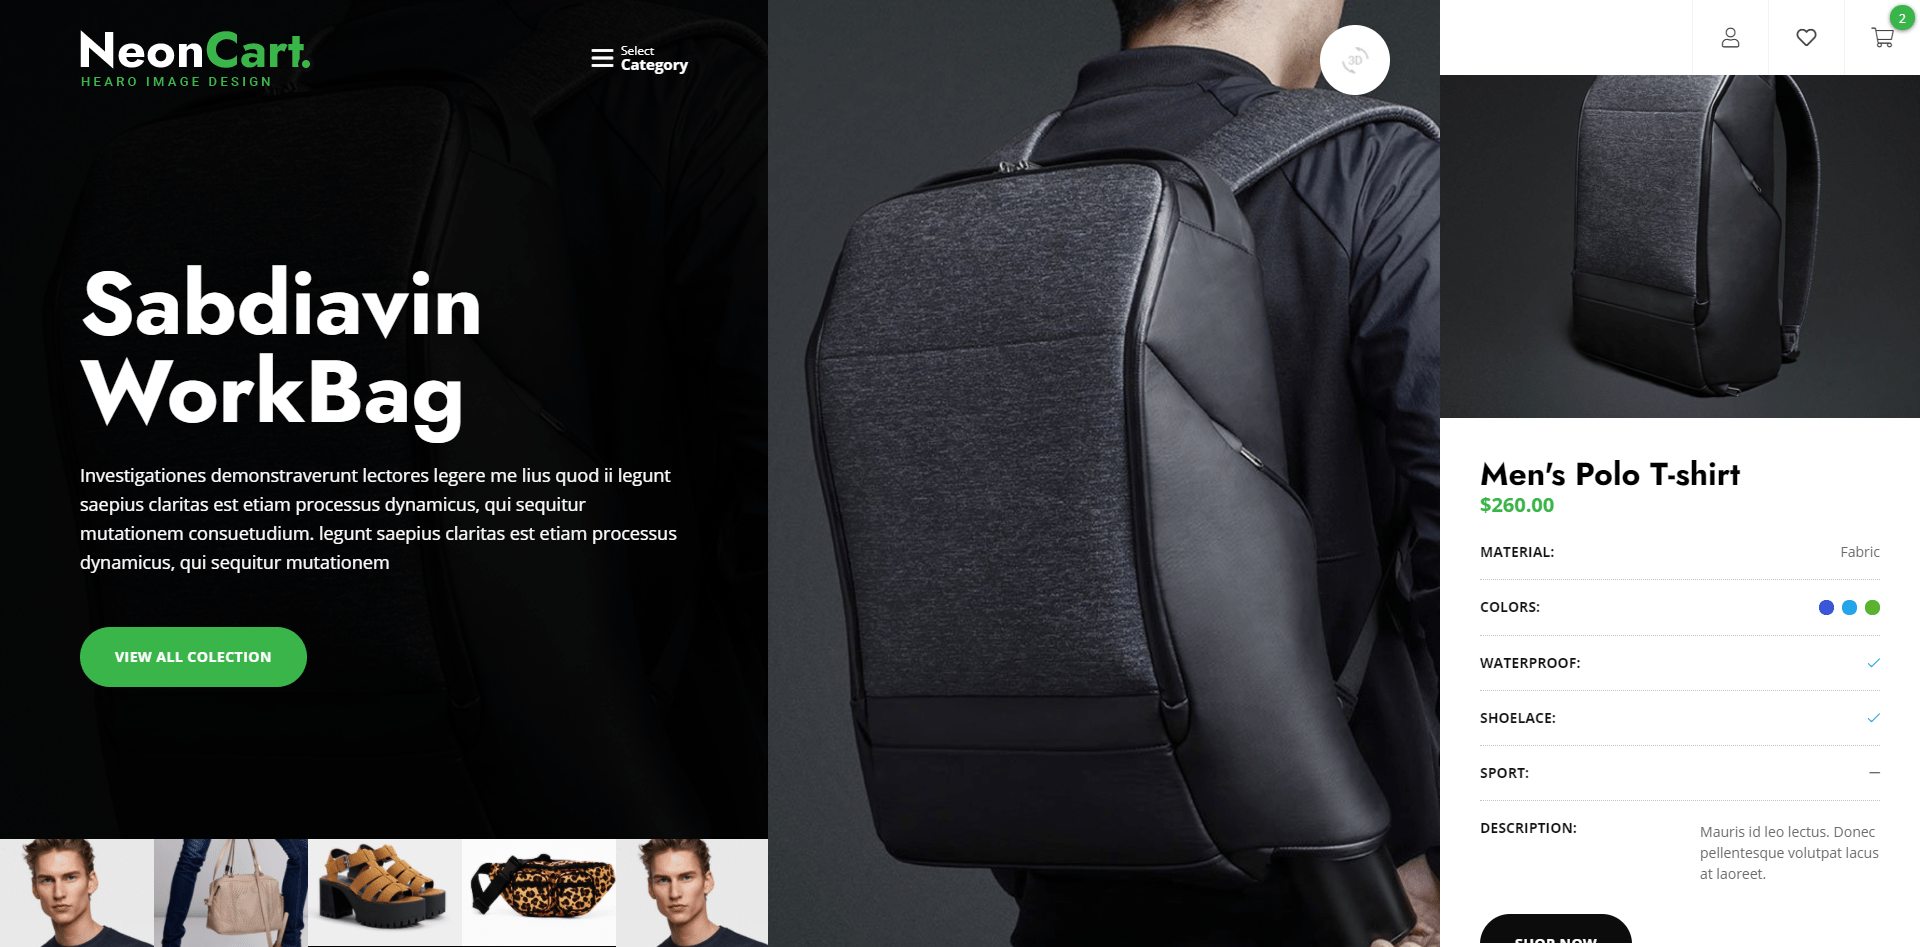 NeonCart.
HEARO IMAGE DESIGN
Select
Category
3D
2
Sabdiavin
WorkBag
Investigationes demonstraverunt lectores legere me lius quod ii legunt
saepius claritas est etiam processus dynamicus, qui sequitur
mutationem consuetudium. legunt saepius claritas est etiam processus
dynamicus, qui sequitur mutationem
VIEW ALL COLECTION
Men's Polo T-shirt
$260.00
MATERIAL: Fabric
COLORS:
WATERPROOF:
SHOELACE:
SPORT:
DESCRIPTION: Mauris id leo lectus. Donec
pellentesque volutpat lacus
at laoreet.
SHOP NOW